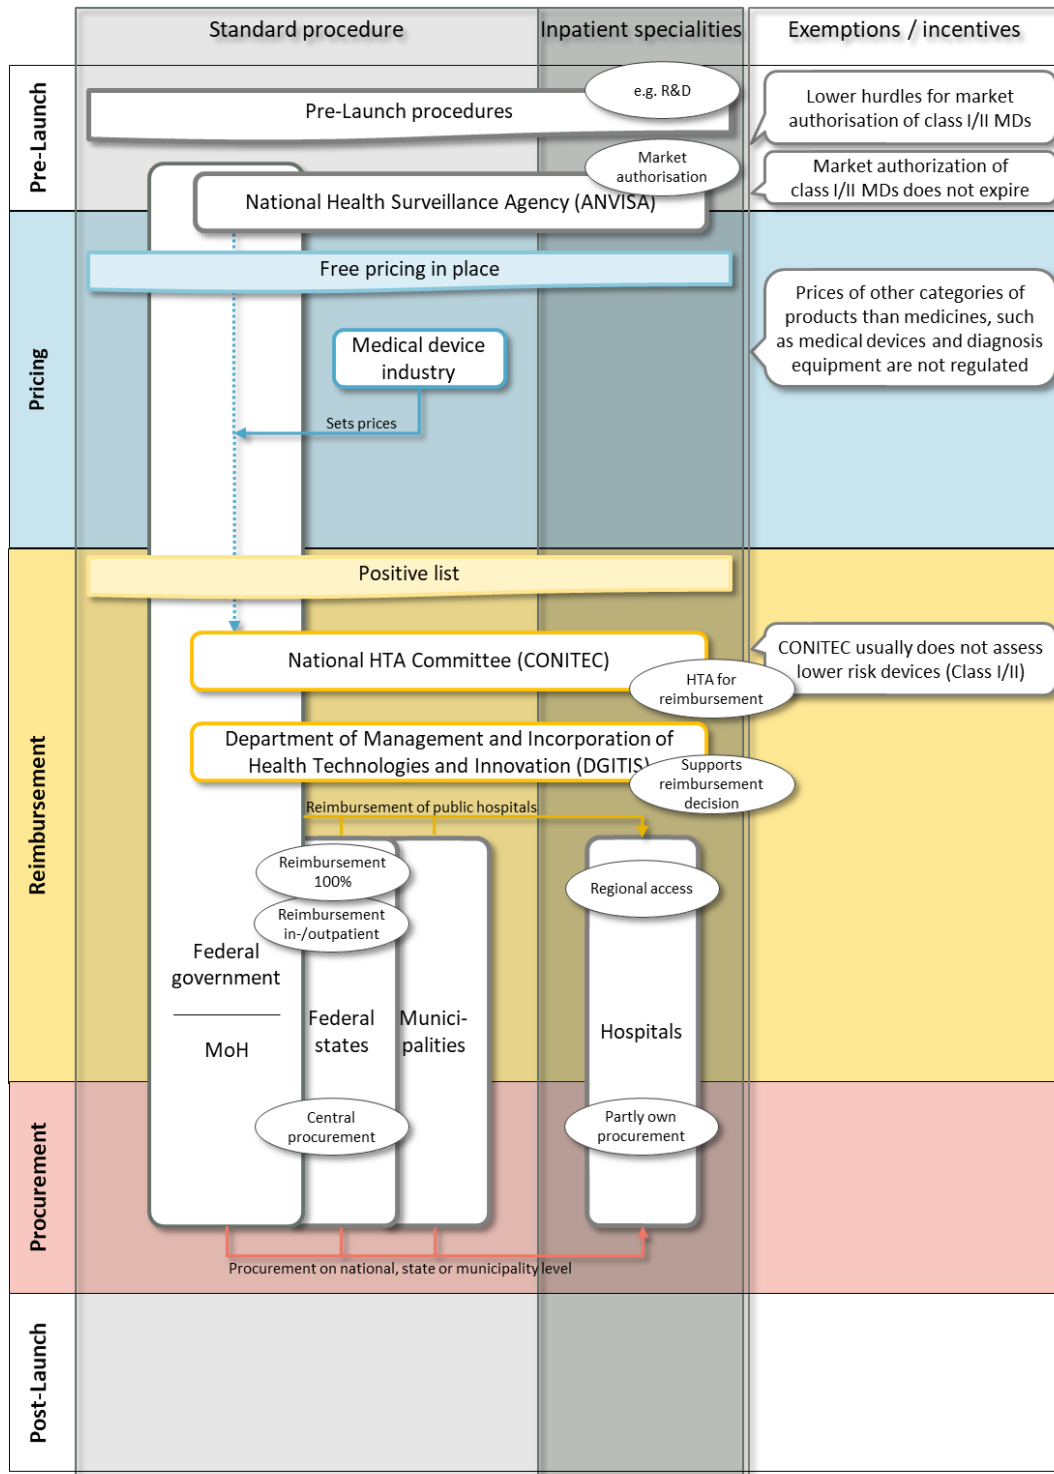 Standard procedure
Inpatient specialities
Exemptions / incentives
Pre-Launch
e.g. R&D
Pre-Launch procedures
Lower hurdles for market
authorisation of class I/II MDs
Market
authorisation
Market authorization of
class I/II MDs does not expire
National Health Surveillance Agency (ANVISA)
Pricing
Free pricing in place
Medical device
industry
Sets prices
Prices of other categories of
products than medicines, such
as medical devices and diagnosis
equipment are not regulated
Reimbursement
Positive list
National HTA Committee (CONITEC)
HTA for
reimbursement
CONITEC usually does not assess
lower risk devices (Class I/II)
Department of Management and Incorporation of
Health Technologies and Innovation (DGITIS)
Supports
reimbursement
decision
Reimbursement of public hospitals
Reimbursement
100%
Reimbursement
in-/outpatient
Regional access
Federal
government
MoH
Federal
states
Munici-
palities
Hospitals
Procurement
Central
procurement
Partly own
procurement
Procurement on national, state or municipality level
Post-Launch